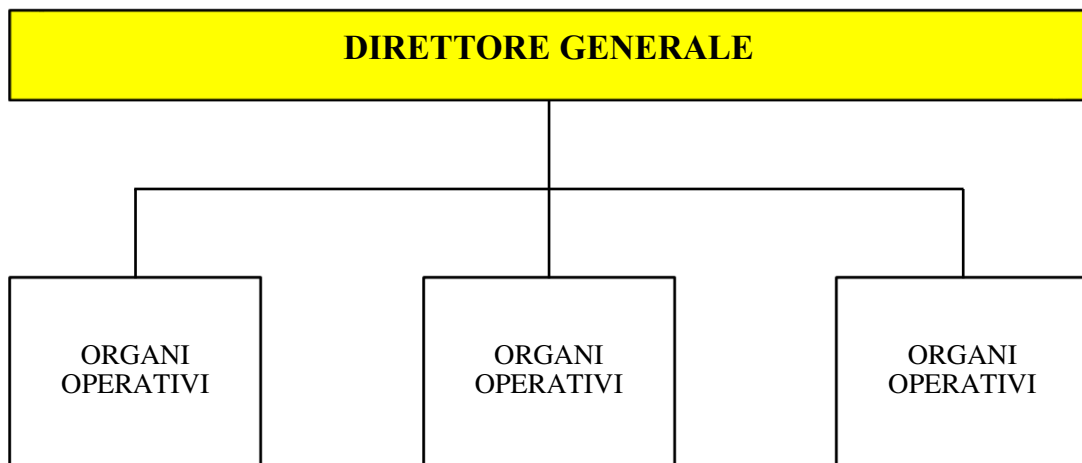 DIRETTORE GENERALE
ORGANI
OPERATIVI
ORGANI
OPERATIVI
ORGANI
OPERATIVI